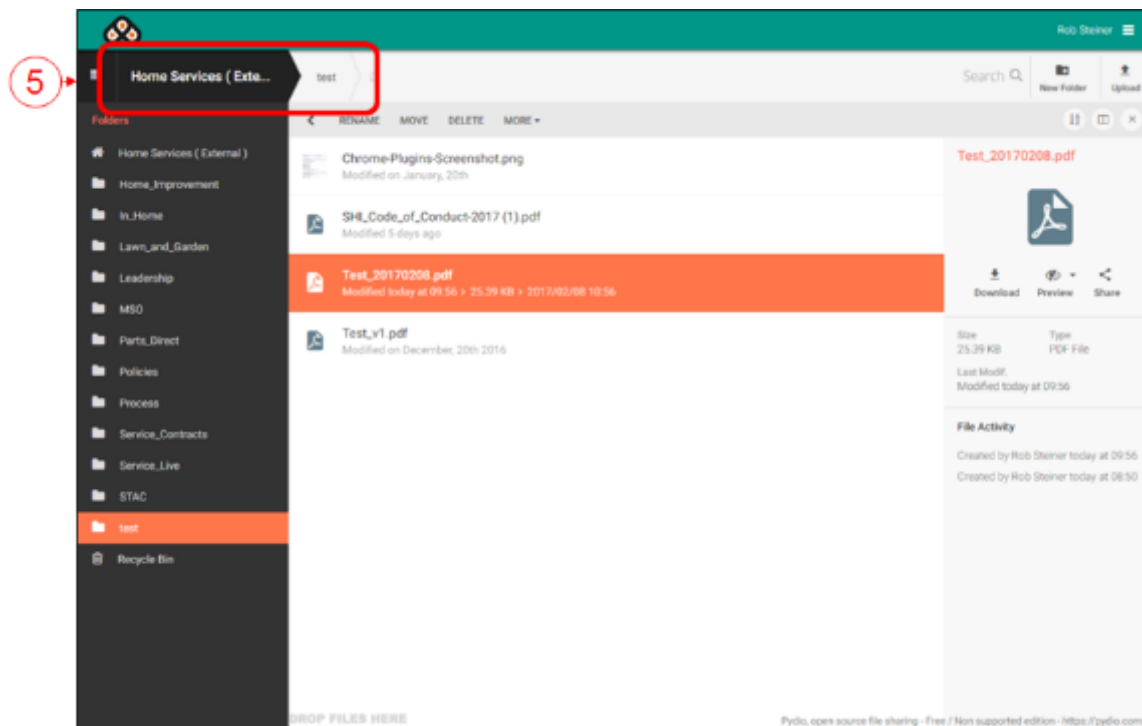 Rob Steiner
5
Home Services ( Exte...
test
Search
New Folder
Upload
Folders
RENAME MOVE DELETE MORE
Home Services ( External )
Home_Improvement
In_Home
Lawn_and_Garden
Leadership
MSO
Parts_Direct
Policies
Process
Service_Contracts
Service_Live
STAC
test
Recycle Bin
Chrome-Plugins-Screenshot.png
Modified on January, 20th
SHI_Code_of_Conduct-2017 (1).pdf
Modified 5 days ago
Test_20170208.pdf
Modified today at 09:56 > 25.39 KB > 2017/02/08 10:56
Test_v1.pdf
Modified on December, 20th 2016
Test_20170208.pdf
Download Preview Share
Size Type
25.39 KB PDF File
Last Modif.
Modified today at 09:56
File Activity
Created by Rob Steiner today at 09:56
Created by Rob Steiner today at 08:50
DROP FILES HERE
Pydio, open source file sharing - Free / Non supported edition - https://pydio.com